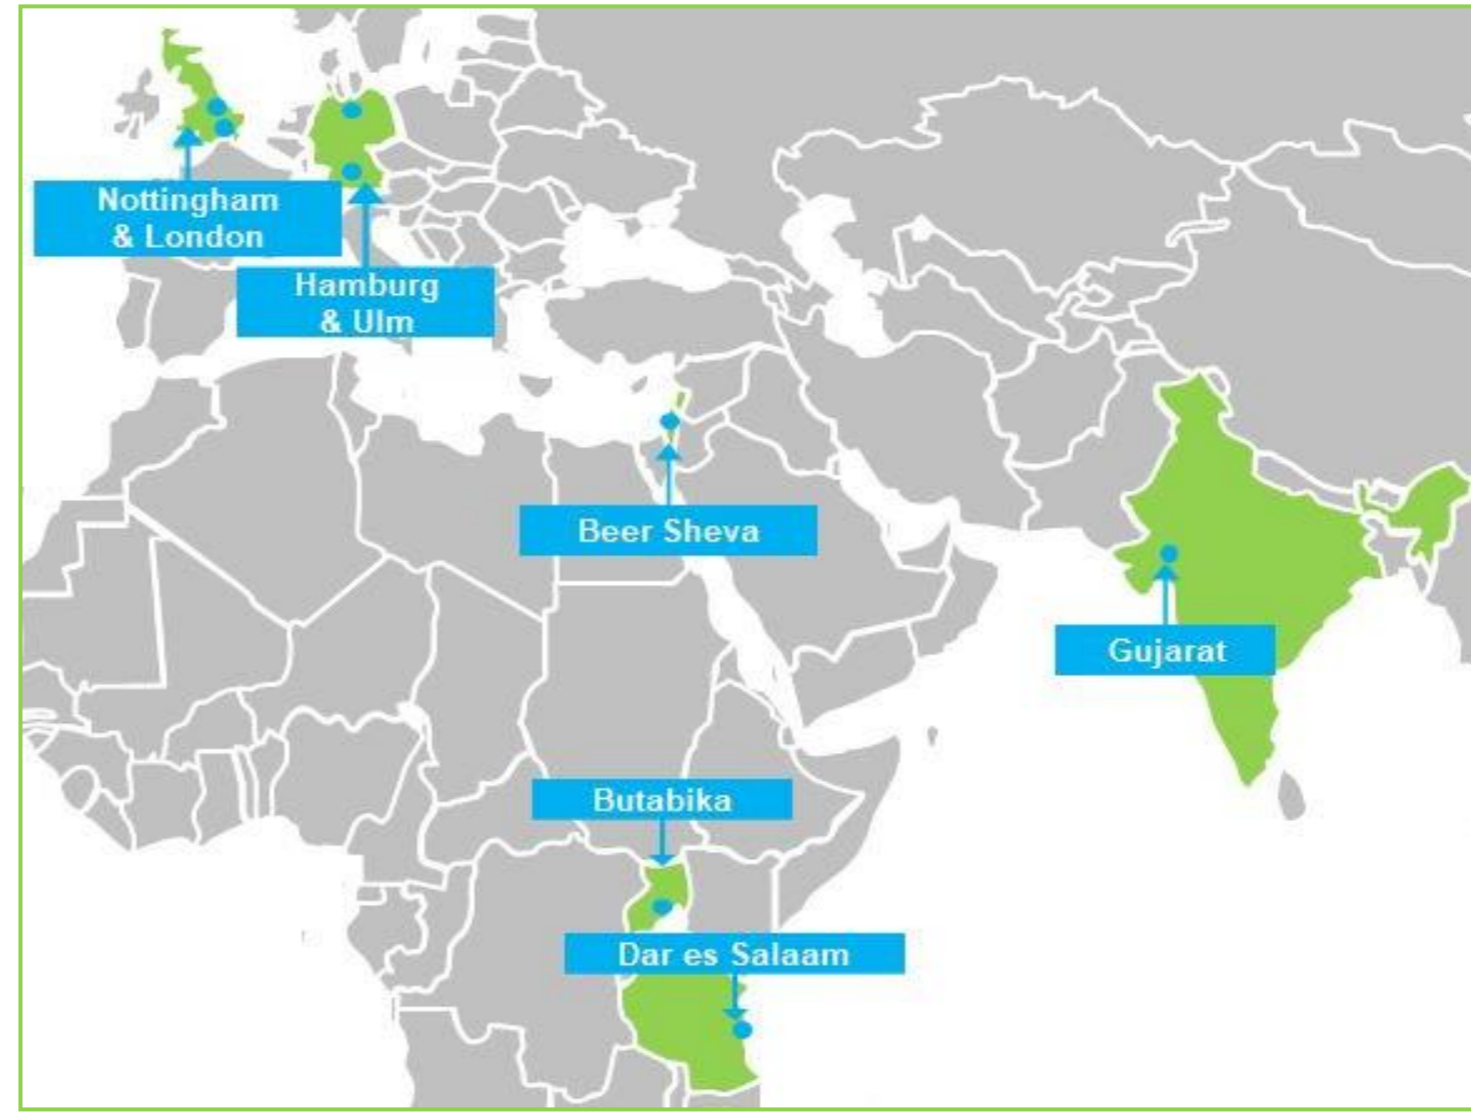 Nottingham
& London
Hamburg
& Ulm
Beer Sheva
Gujarat
Butabika
Dar es Salaam